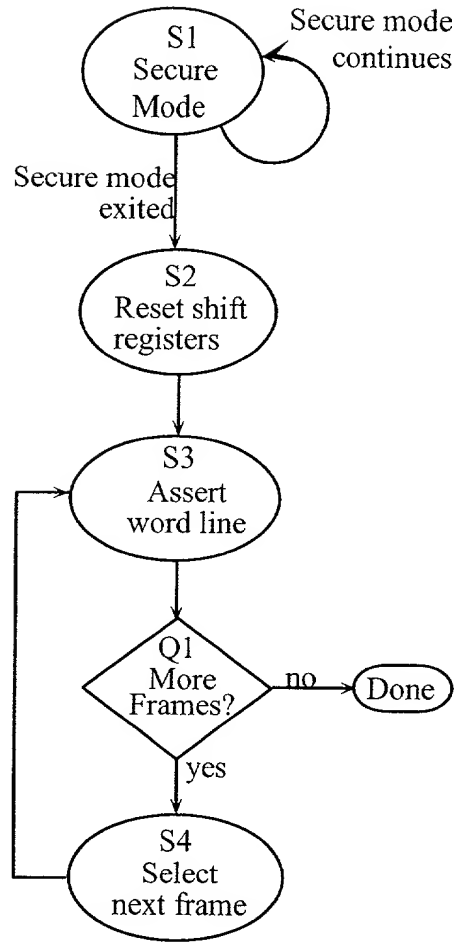 S1
Secure
Mode
Secure mode
continues
Secure mode
exited
S2
Reset shift
registers
S3
Assert
word line
Q1
More
Frames?
no
Done
yes
S4
Select
next frame